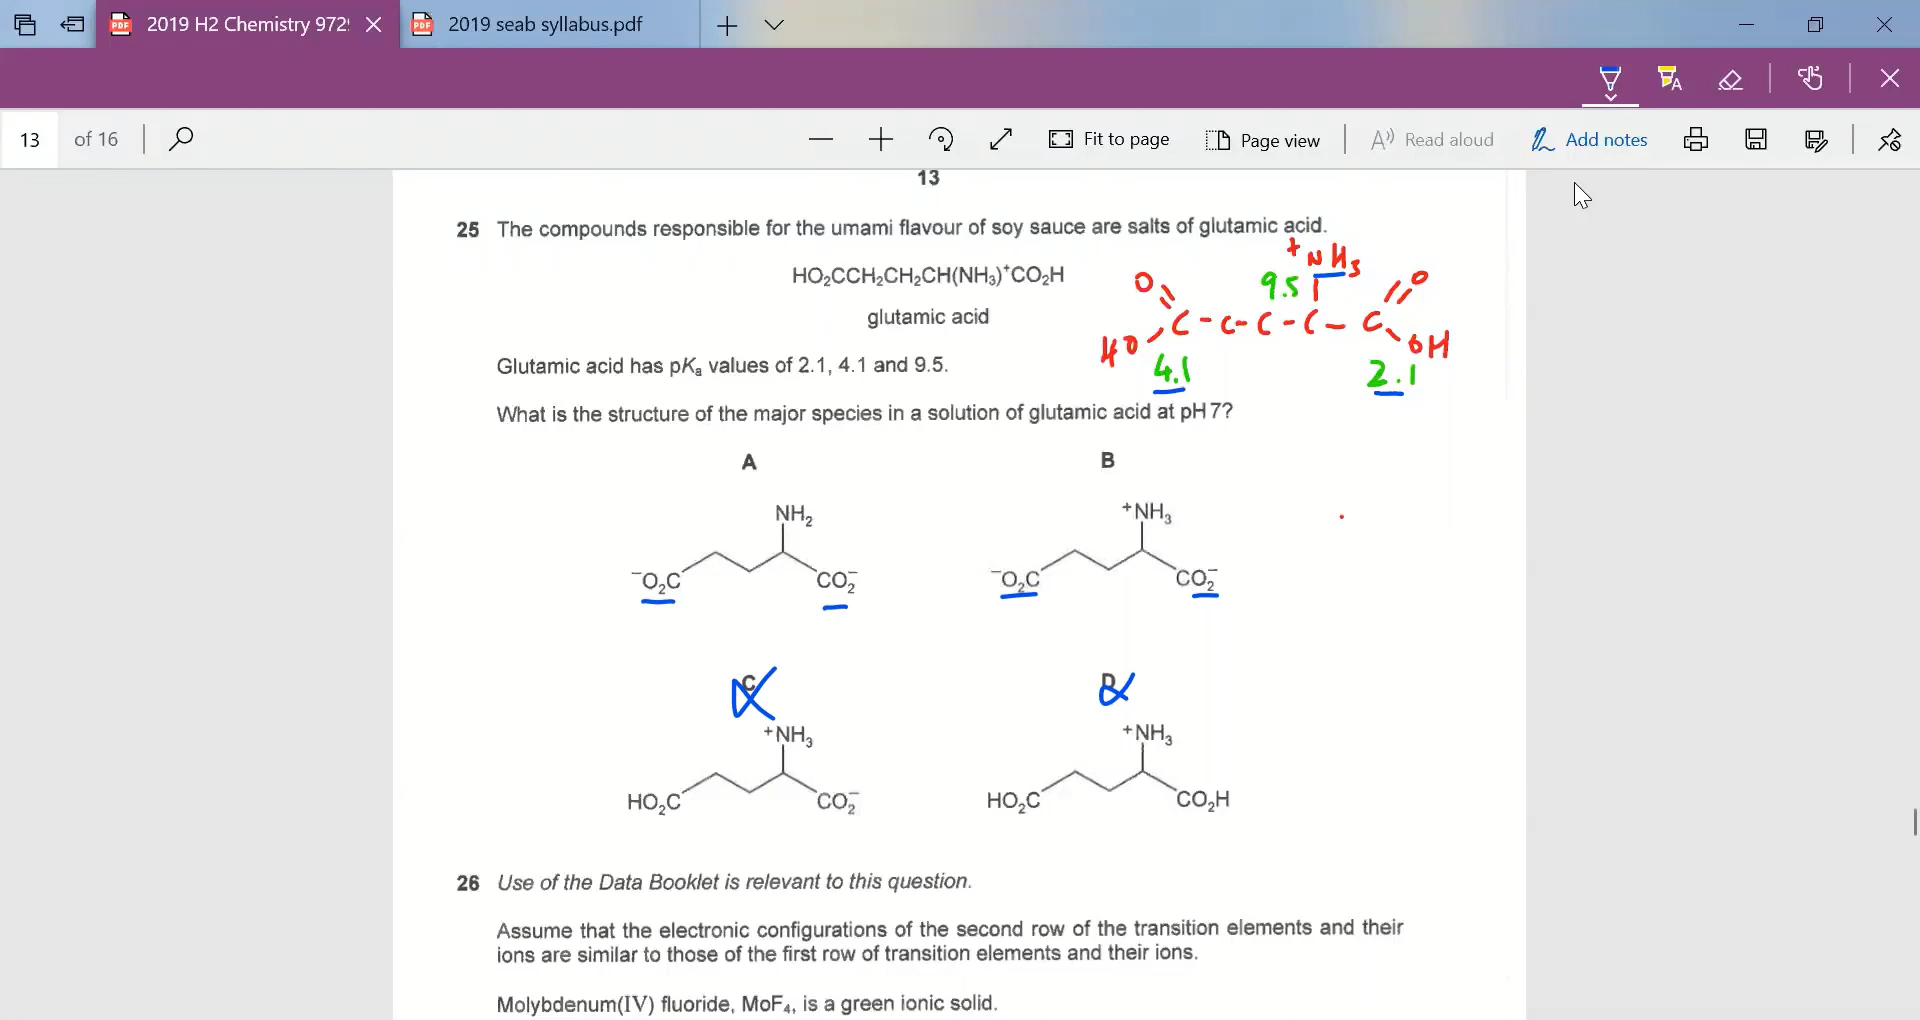 2019 H2 Chemistry 972
2019 seab syllabus.pdf
13 of 16
Fit to page
Page view
Read aloud
Add notes
13
25 The compounds responsible for the umami flavour of soy sauce are salts of glutamic acid.
HO₂CCH₂CH₂CH(NH₃)⁺CO₂H
glutamic acid
+NH₃
O 9.5 O
C - C - C - C - C
HO OH
4.1 2.1
Glutamic acid has pKₐ values of 2.1, 4.1 and 9.5.
What is the structure of the major species in a solution of glutamic acid at pH 7?
A B
NH₂ ⁺NH₃
⁻O₂C CO₂⁻ ⁻O₂C CO₂⁻
C D
⁺NH₃ ⁺NH₃
HO₂C CO₂⁻ HO₂C CO₂H
26 Use of the Data Booklet is relevant to this question.
Assume that the electronic configurations of the second row of the transition elements and their
ions are similar to those of the first row of transition elements and their ions.
Molybdenum(IV) fluoride, MoF₄, is a green ionic solid.